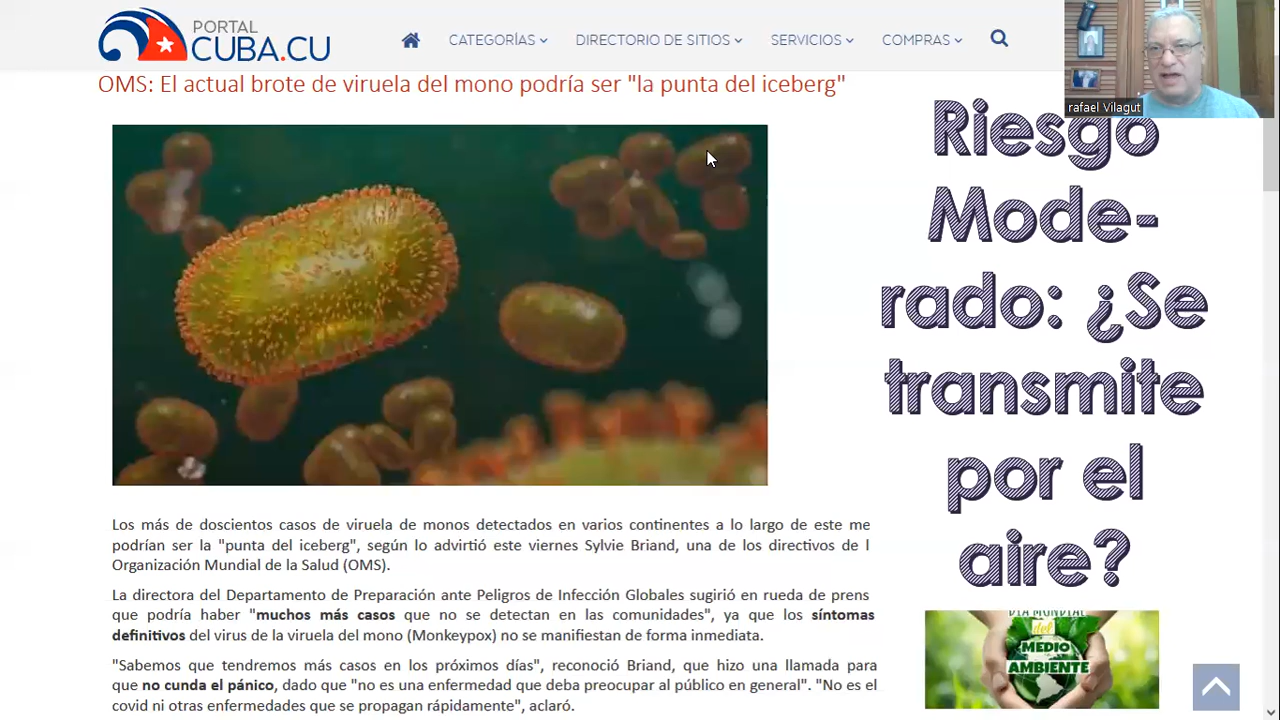 PORTAL
CUBA.CU
CATEGORÍAS
DIRECTORIO DE SITIOS
SERVICIOS
COMPRAS
rafael Vilagut
OMS: El actual brote de viruela del mono podría ser "la punta del iceberg"
Riesgo
Mode-
rado: ¿Se
transmite
por el
aire?
Los más de doscientos casos de viruela de monos detectados en varios continentes a lo largo de este me
podrían ser la "punta del iceberg", según lo advirtió este viernes Sylvie Briand, una de los directivos de l
Organización Mundial de la Salud (OMS).
La directora del Departamento de Preparación ante Peligros de Infección Globales sugirió en rueda de prens
que podría haber "muchos más casos que no se detectan en las comunidades", ya que los síntomas
definitivos del virus de la viruela del mono (Monkeypox) no se manifiestan de forma inmediata.
"Sabemos que tendremos más casos en los próximos días", reconoció Briand, que hizo una llamada para
que no cunda el pánico, dado que "no es una enfermedad que deba preocupar al público en general". "No es el
covid ni otras enfermedades que se propagan rápidamente", aclaró.
DIA MUNDIAL
del
MEDIO
AMBIENTE